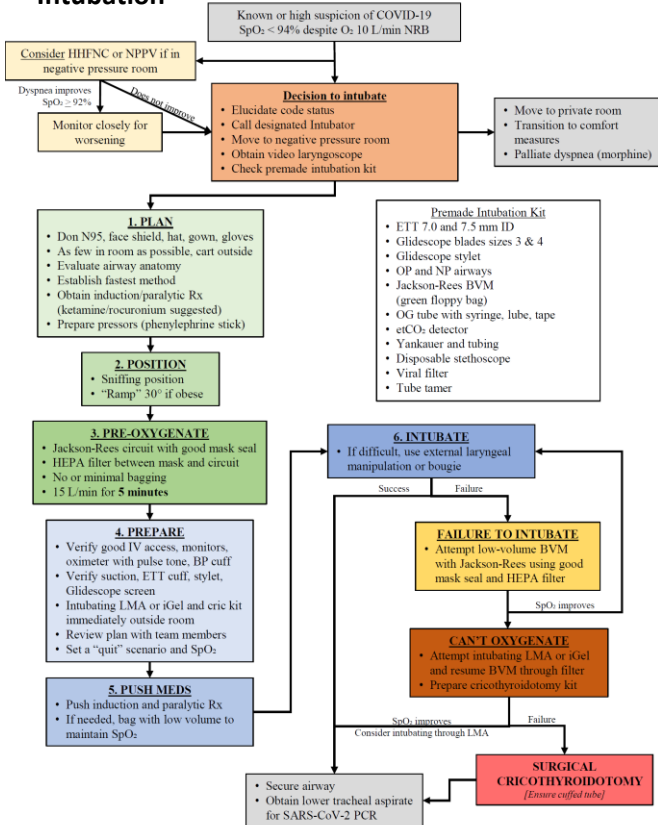 Intubation
Known or high suspicion of COVID-19
SpO₂ < 94% despite O₂ 10 L/min NRB
Consider HHFNC or NPPV if in
negative pressure room
Dyspnea improves
SpO₂ ≥ 92%
Does not improve
Monitor closely for
worsening
Decision to intubate
• Elucidate code status
• Call designated Intubator
• Move to negative pressure room
• Obtain video laryngoscope
• Check premade intubation kit
• Move to private room
• Transition to comfort
measures
• Palliate dyspnea (morphine)
1. PLAN
• Don N95, face shield, hat, gown, gloves
• As few in room as possible, cart outside
• Evaluate airway anatomy
• Establish fastest method
• Obtain induction/paralytic Rx
(ketamine/rocuronium suggested)
• Prepare pressors (phenylephrine stick)
Premade Intubation Kit
• ETT 7.0 and 7.5 mm ID
• Glidescope blades sizes 3 & 4
• Glidescope stylet
• OP and NP airways
• Jackson-Rees BVM
(green floppy bag)
• OG tube with syringe, lube, tape
• etCO₂ detector
• Yankauer and tubing
• Disposable stethoscope
• Viral filter
• Tube tamer
2. POSITION
• Sniffing position
• “Ramp” 30° if obese
3. PRE-OXYGENATE
• Jackson-Rees circuit with good mask seal
• HEPA filter between mask and circuit
• No or minimal bagging
• 15 L/min for 5 minutes
4. PREPARE
• Verify good IV access, monitors,
oximeter with pulse tone, BP cuff
• Verify suction, ETT cuff, stylet,
Glidescope screen
• Intubating LMA or iGel and cric kit
immediately outside room
• Review plan with team members
• Set a “quit” scenario and SpO₂
5. PUSH MEDS
• Push induction and paralytic Rx
• If needed, bag with low volume to
maintain SpO₂
6. INTUBATE
• If difficult, use external laryngeal
manipulation or bougie
Success
Failure
FAILURE TO INTUBATE
• Attempt low-volume BVM
with Jackson-Rees using good
mask seal and HEPA filter
SpO₂ improves
CAN'T OXYGENATE
• Attempt intubating LMA or iGel
and resume BVM through filter
• Prepare cricothyroidotomy kit
SpO₂ improves
Consider intubating through LMA
Failure
SURGICAL
CRICOTHYROIDOTOMY
[Ensure cuffed tube]
• Secure airway
• Obtain lower tracheal aspirate
for SARS-CoV-2 PCR